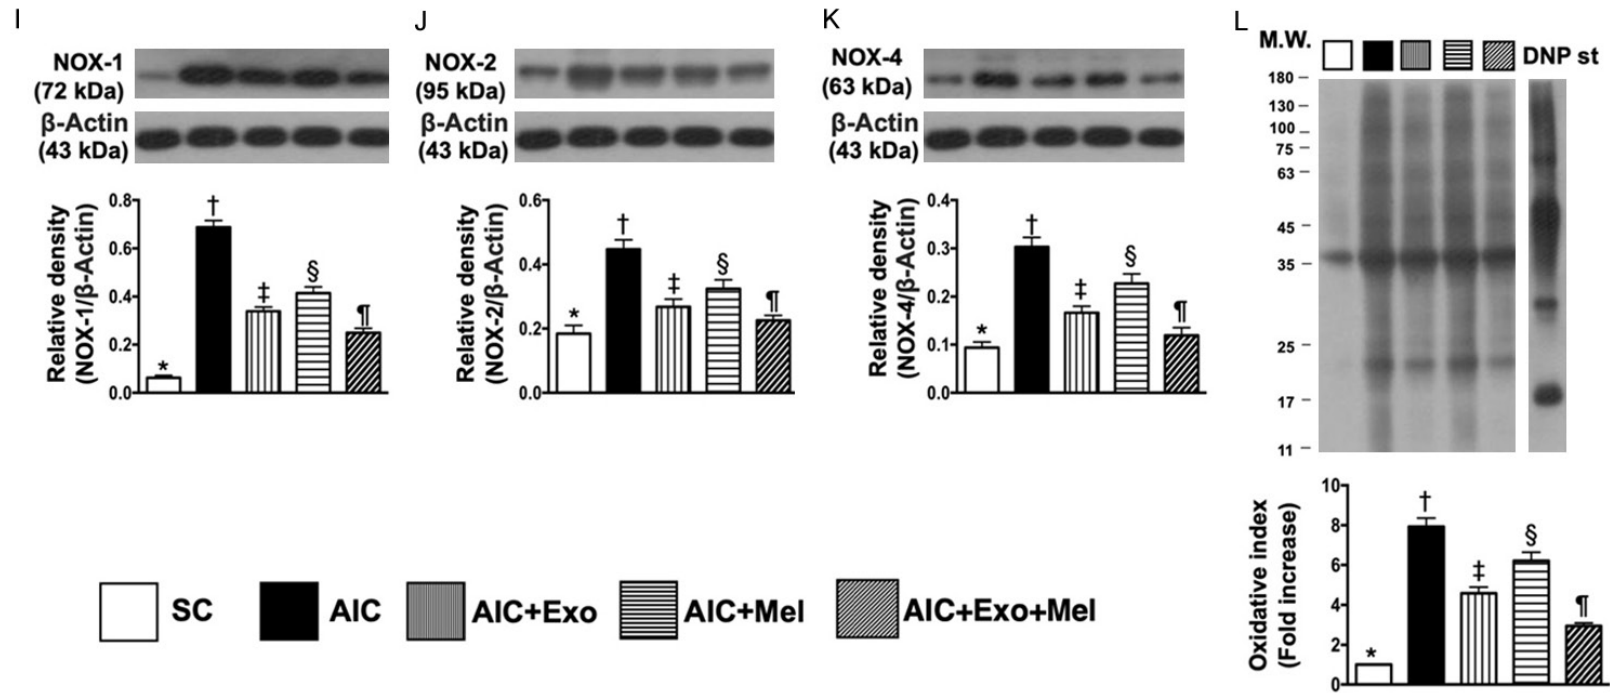 I
NOX-1
(72 kDa)
β-Actin
(43 kDa)
Relative density
(NOX-1/β-Actin)
0.8
0.6
0.4
0.2
0.0
*
†
‡
§
¶
J
NOX-2
(95 kDa)
β-Actin
(43 kDa)
Relative density
(NOX-2/β-Actin)
0.6
0.4
0.2
0.0
*
†
‡
§
¶
K
NOX-4
(63 kDa)
β-Actin
(43 kDa)
Relative density
(NOX-4/β-Actin)
0.4
0.3
0.2
0.1
0.0
*
†
‡
§
¶
L
M.W.
DNP st
180
130
100
75
63
45
35
25
17
11
Oxidative index
(Fold increase)
10
8
6
4
2
0
*
†
‡
§
¶
SC AIC AIC+Exo AIC+Mel AIC+Exo+Mel